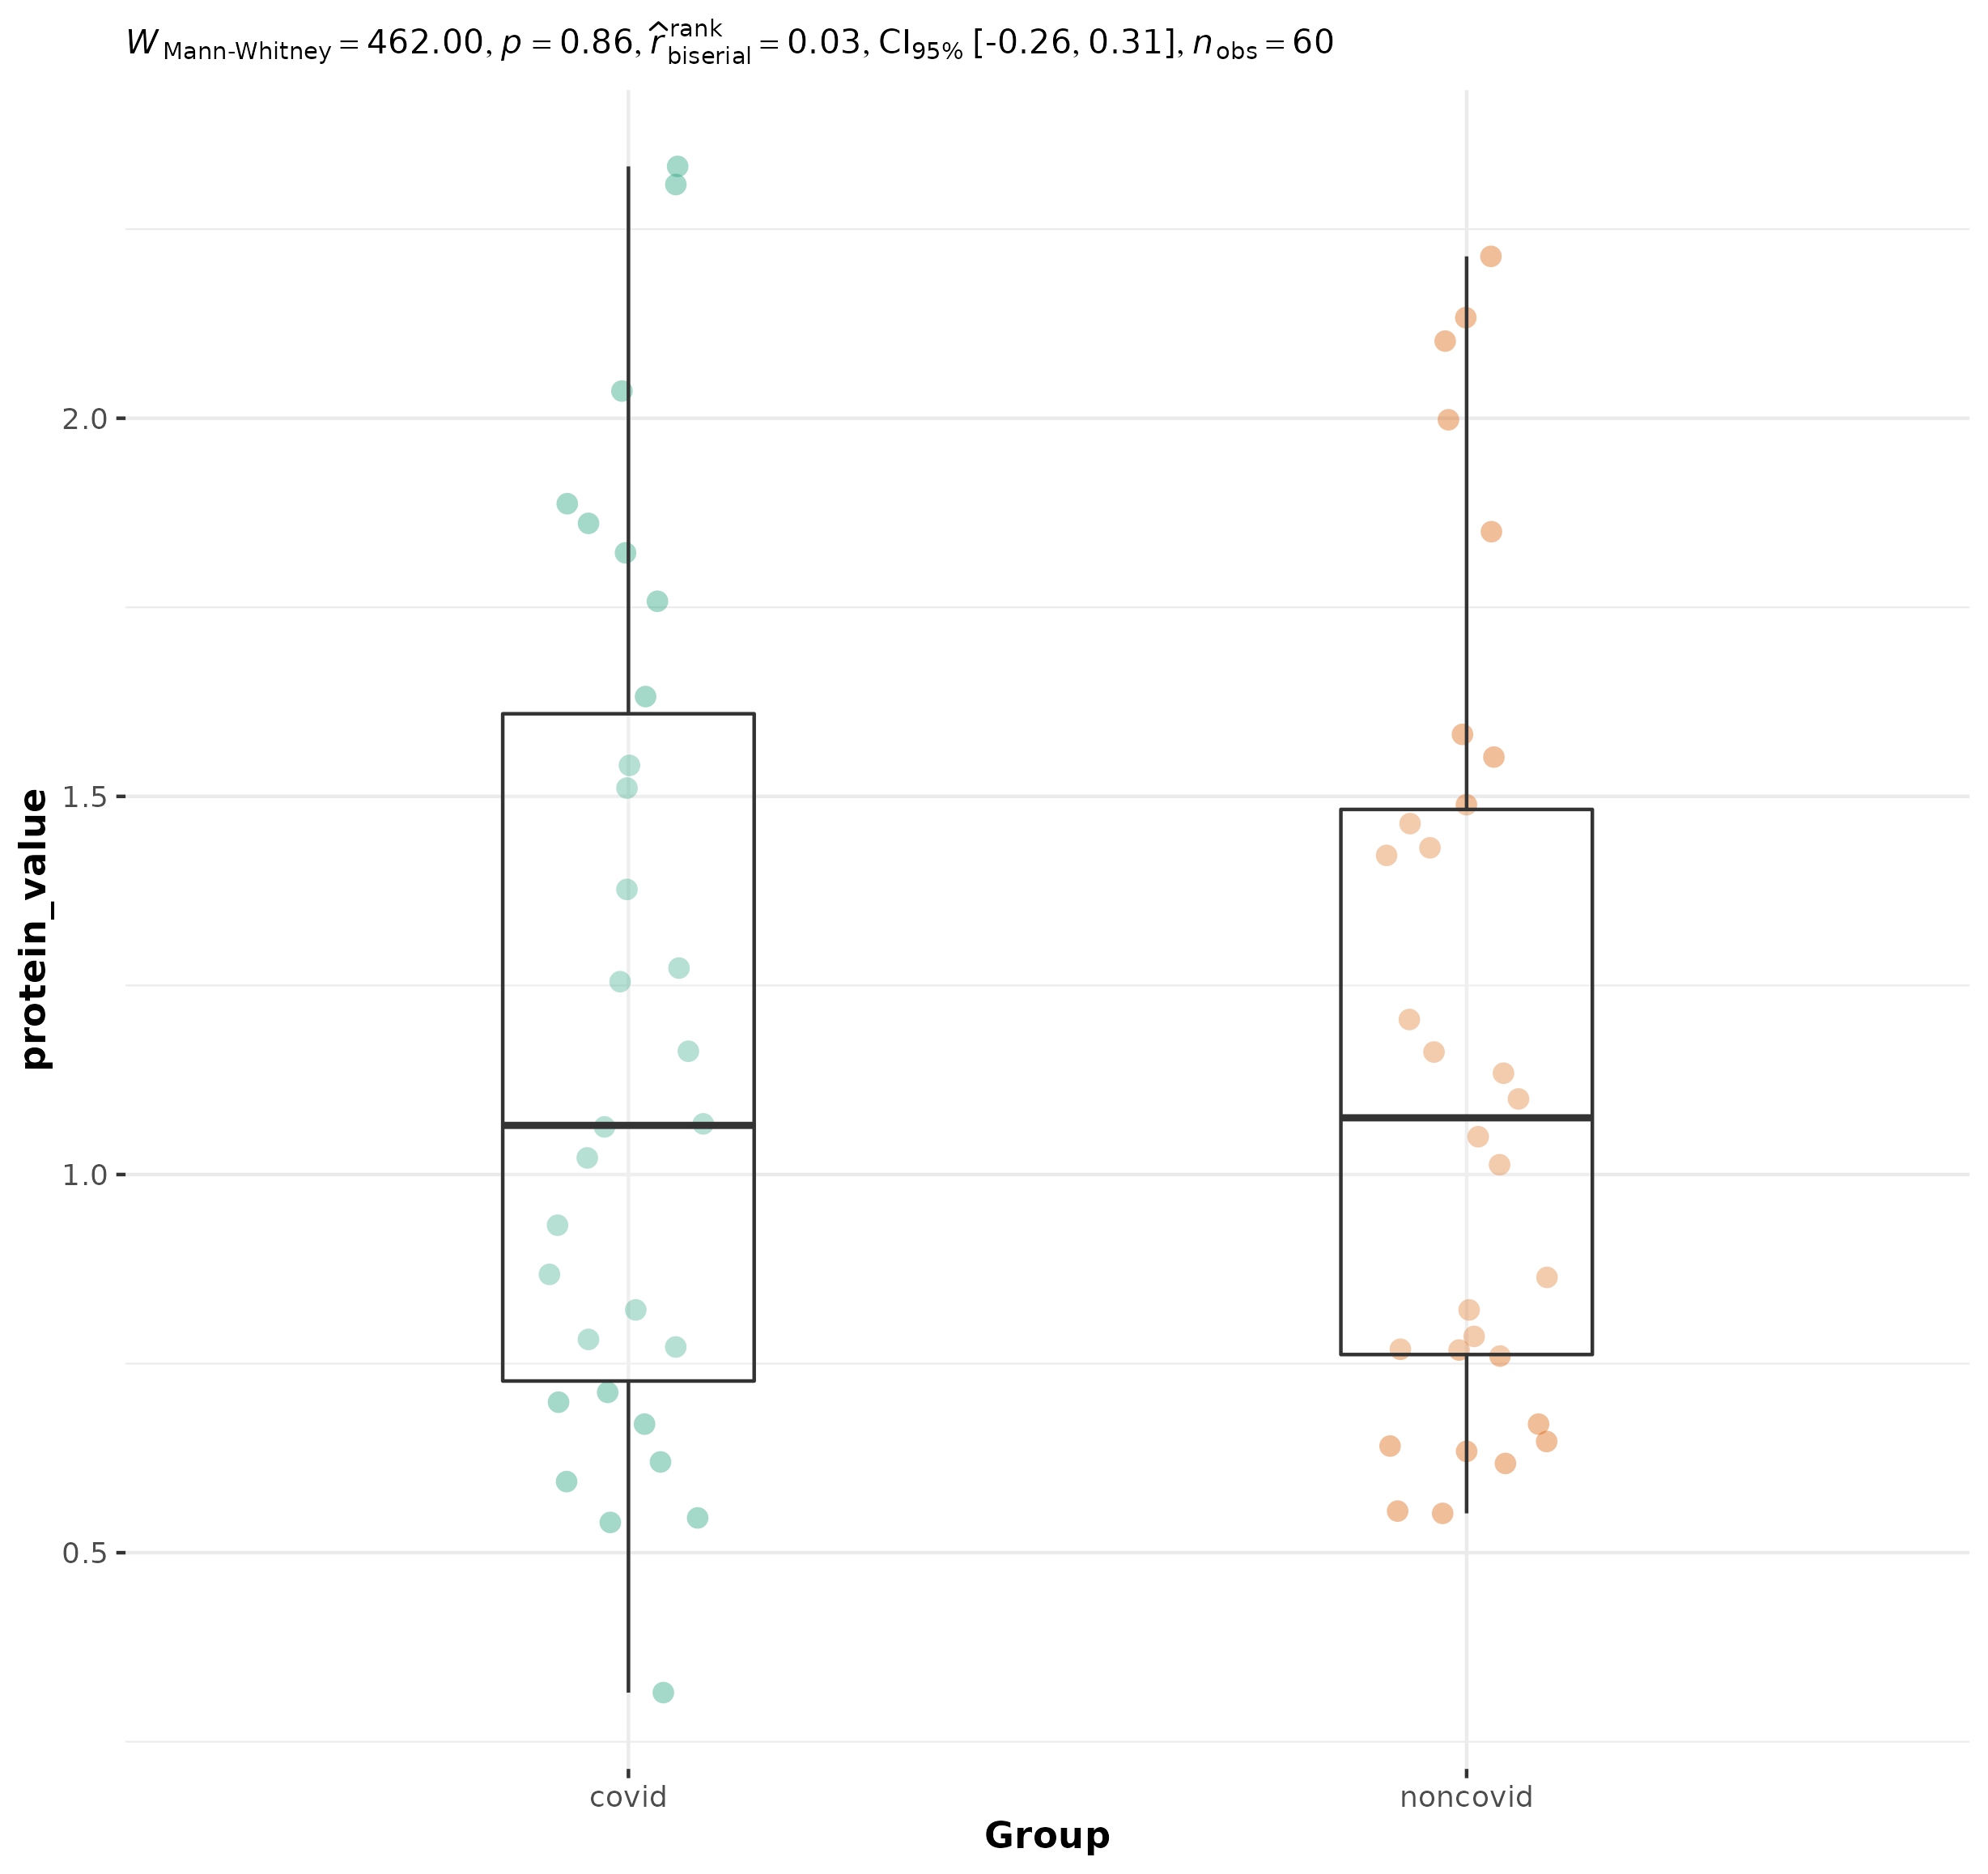 W Mann-Whitney = 462.00, p = 0.86, r̂ rank biserial = 0.03, CI95% [-0.26, 0.31], n obs = 60
2.0
1.5
1.0
0.5
protein_value
covid noncovid
Group